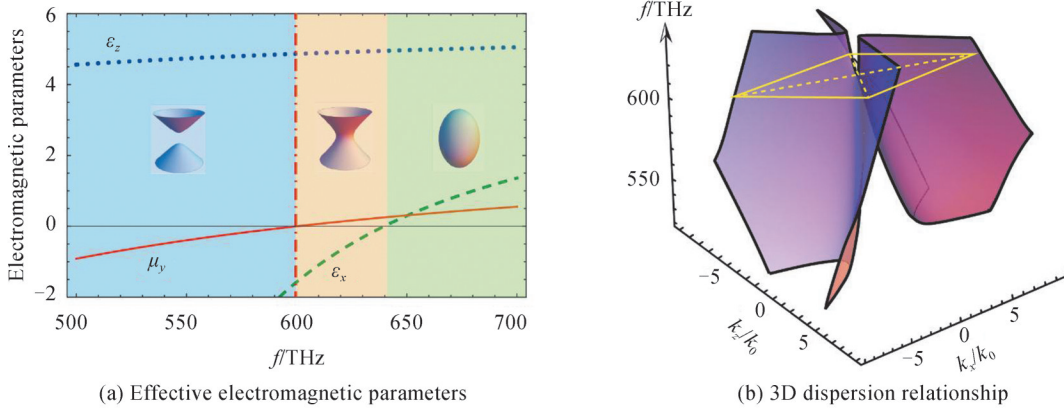 Electromagnetic parameters
6
4
2
0
−2
ε_z
μ_y
ε_x
500
550
600
650
700
f/THz
(a) Effective electromagnetic parameters
f/THz
600
550
−5
0
5
k_z/k_0
−5
0
5
k_x/k_0
(b) 3D dispersion relationship